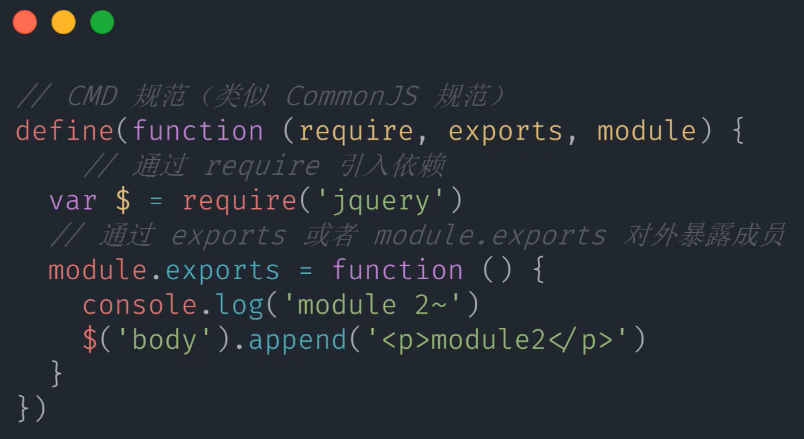 // CMD 规范（类似 CommonJS 规范）
define(function (require, exports, module) {
    // 通过 require 引入依赖
  var $ = require('jquery')
  // 通过 exports 或者 module.exports 对外暴露成员
  module.exports = function () {
    console.log('module 2~')
    $('body').append('<p>module2</p>')
  }
})